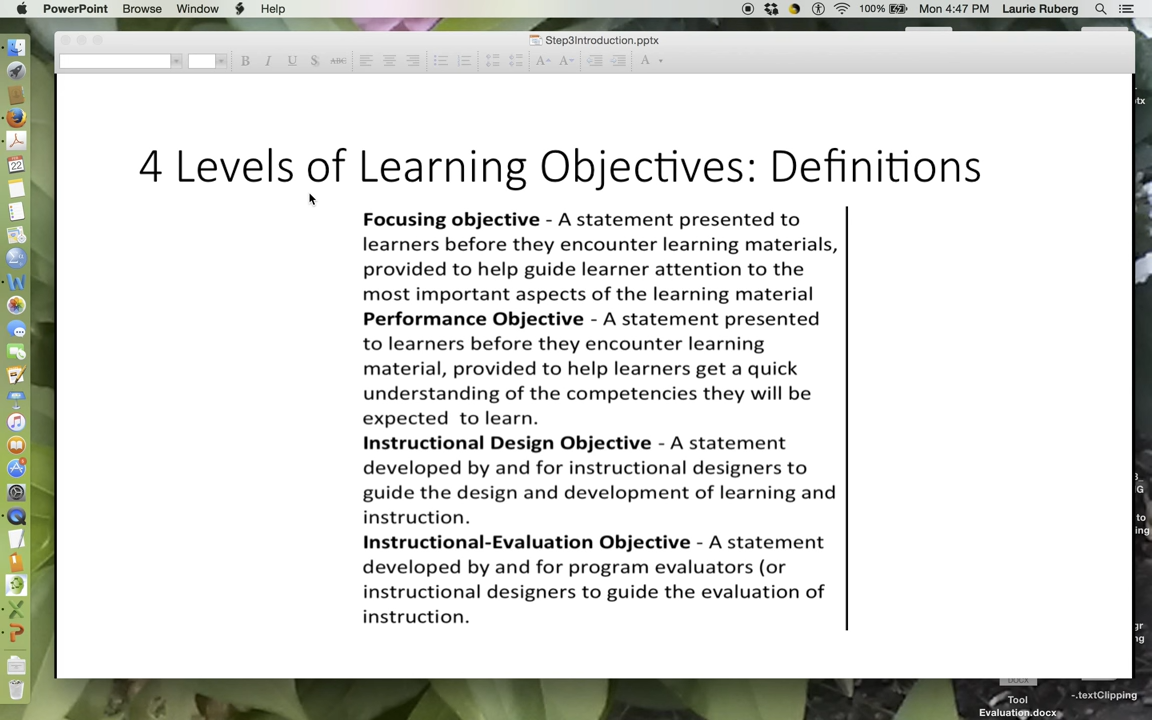 PowerPoint Browse Window Help 100% Mon 4:47 PM Laurie Ruberg
Step3Introduction.pptx
B I U S ABC A A A
4 Levels of Learning Objectives: Definitions
Focusing objective - A statement presented to
learners before they encounter learning materials,
provided to help guide learner attention to the
most important aspects of the learning material
Performance Objective - A statement presented
to learners before they encounter learning
material, provided to help learners get a quick
understanding of the competencies they will be
expected to learn.
Instructional Design Objective - A statement
developed by and for instructional designers to
guide the design and development of learning and
instruction.
Instructional-Evaluation Objective - A statement
developed by and for program evaluators (or
instructional designers to guide the evaluation of
instruction.
Tool
Evaluation.docx
-.textClipping